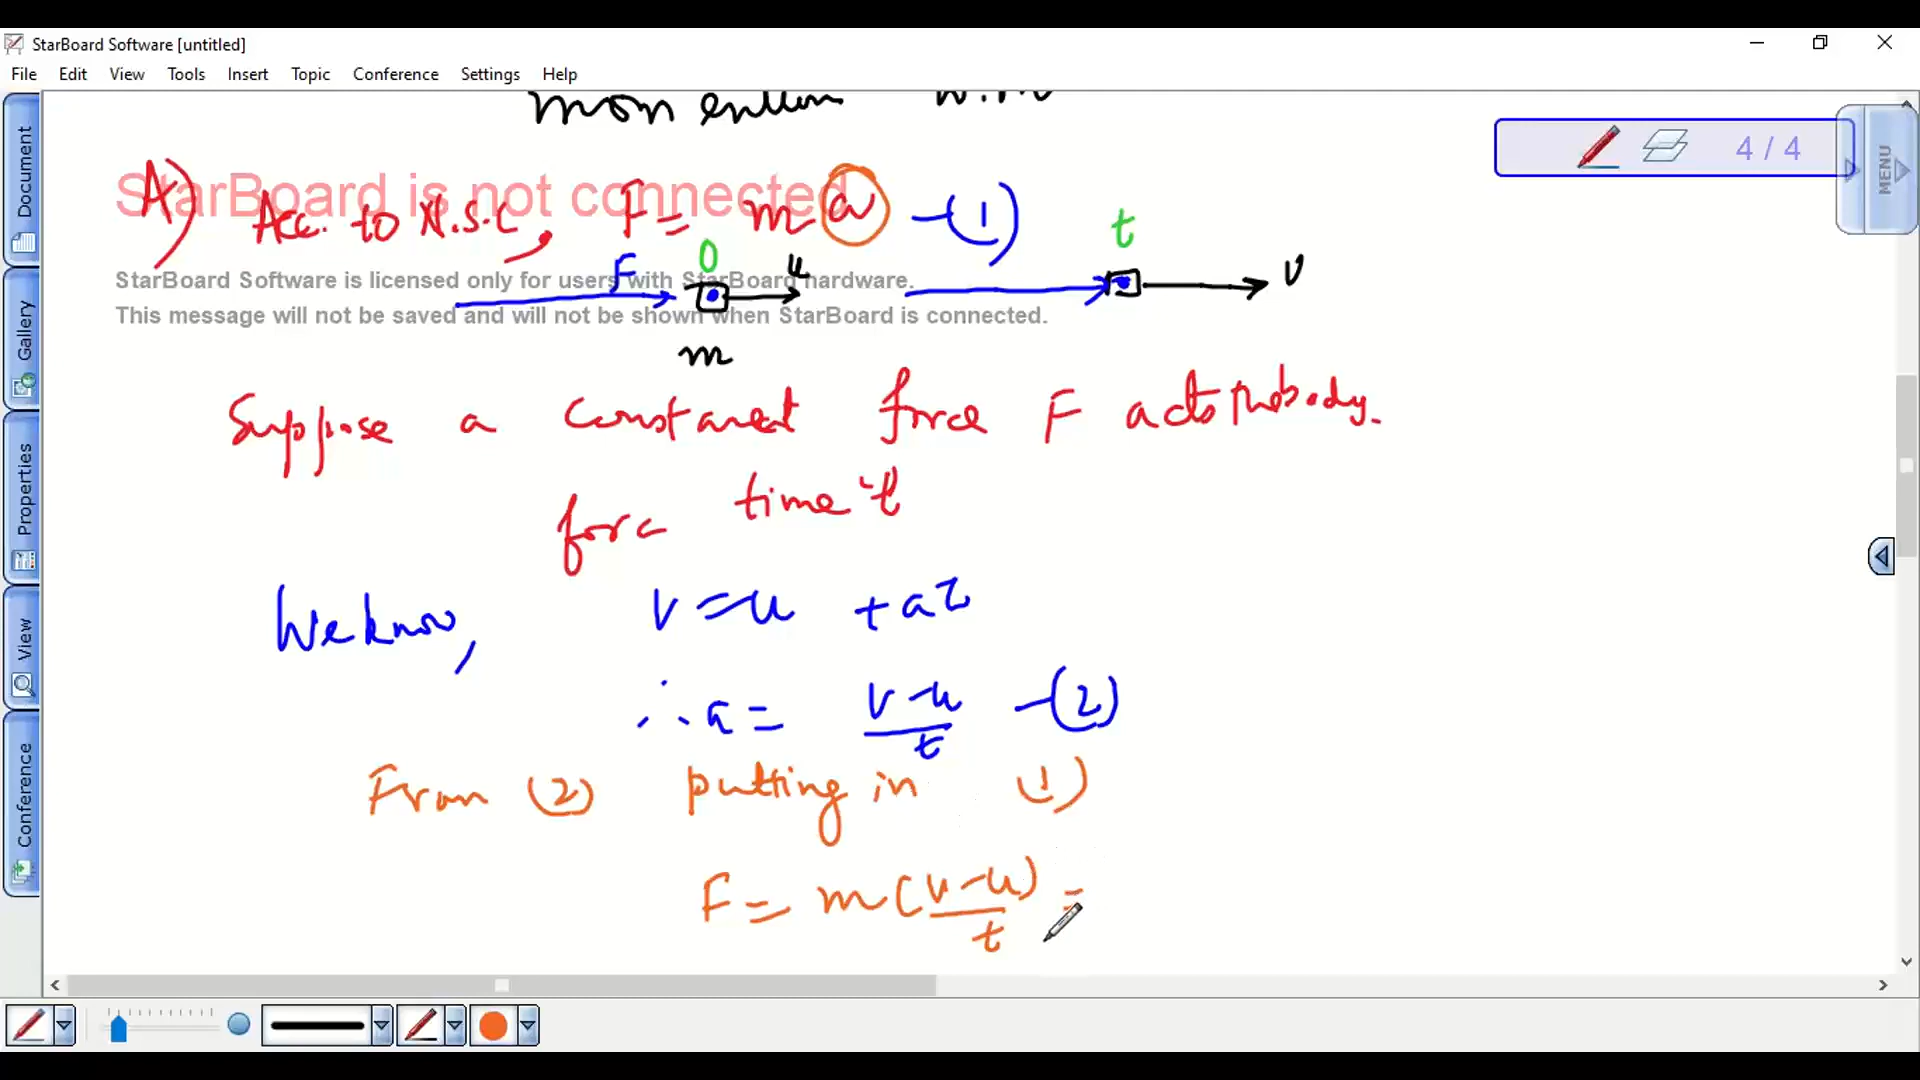 StarBoard Software [untitled]
File Edit View Tools Insert Topic Conference Settings Help
momentum
4 / 4
MENU
StarBoard is not connected
A) Acc. to N.S.L, F = ma -(1)
StarBoard Software is licensed only for users with StarBoard hardware.
This message will not be saved and will not be shown when StarBoard is connected.
F 0 u t v
m
Suppose a constant force F acts on body.
for a time 't
We know, v = u + at
∴ a = v-u/t -(2)
From (2) putting in (1)
F = m(v-u)/t =
Document
Gallery
Properties
View
Conference